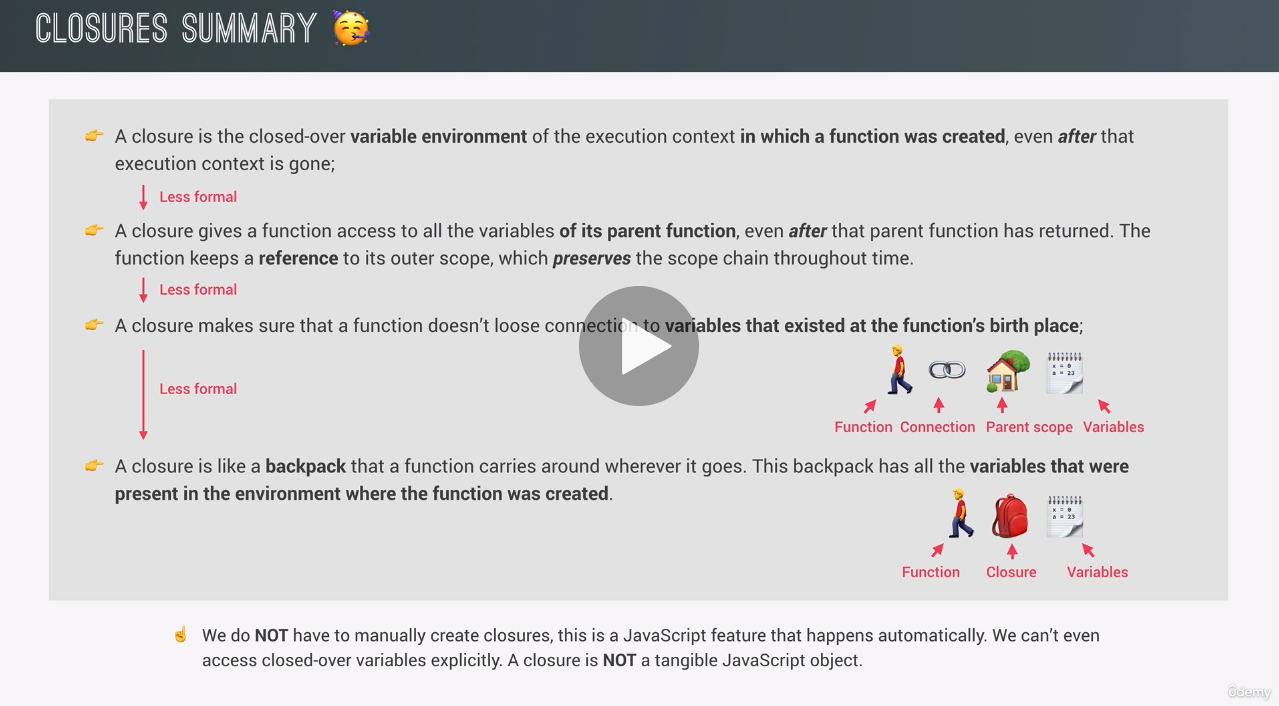 CLOSURES SUMMARY 🥳
👉 A closure is the closed-over variable environment of the execution context in which a function was created, even after that
execution context is gone;
Less formal
👉 A closure gives a function access to all the variables of its parent function, even after that parent function has returned. The
function keeps a reference to its outer scope, which preserves the scope chain throughout time.
Less formal
👉 A closure makes sure that a function doesn’t loose connection to variables that existed at the function’s birth place;
x = 0
a = 23
Less formal
Function Connection Parent scope Variables
👉 A closure is like a backpack that a function carries around wherever it goes. This backpack has all the variables that were
present in the environment where the function was created.
x = 0
a = 23
Function Closure Variables
☝️ We do NOT have to manually create closures, this is a JavaScript feature that happens automatically. We can’t even
access closed-over variables explicitly. A closure is NOT a tangible JavaScript object.
ûdemy